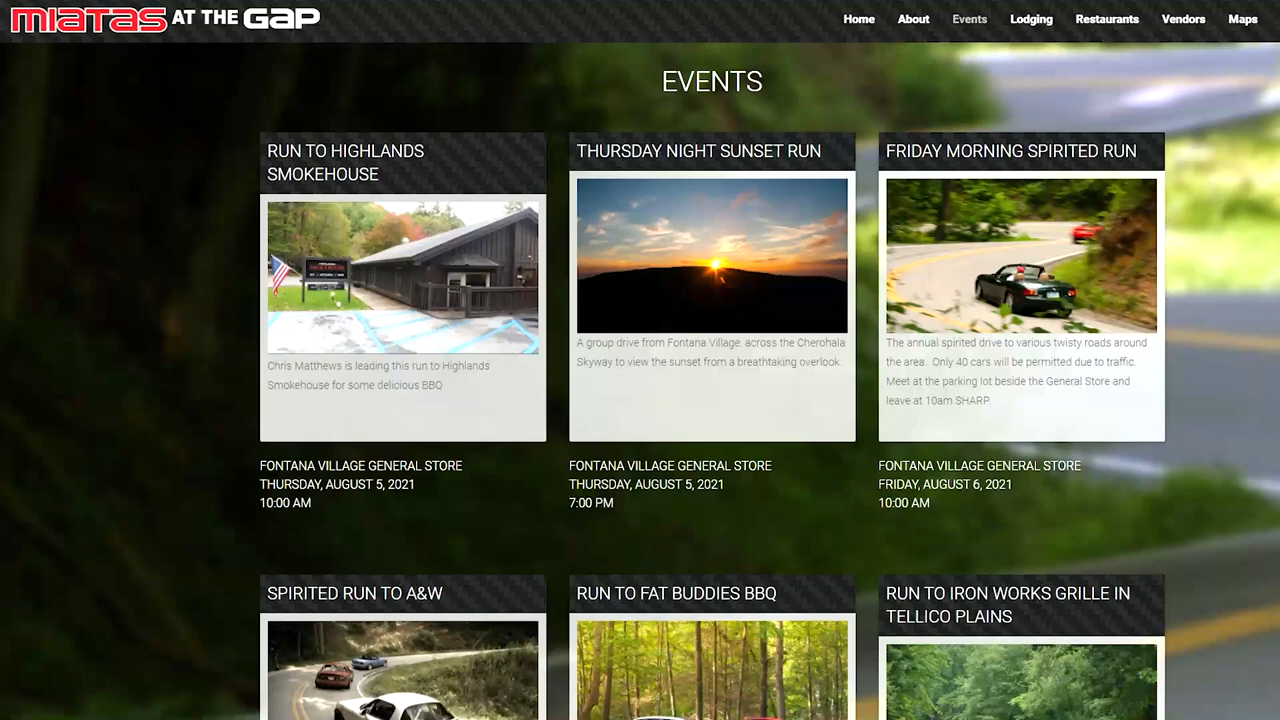 MIATAS AT THE GAP
Home About Events Lodging Restaurants Vendors Maps
EVENTS
RUN TO HIGHLANDS
SMOKEHOUSE
Chris Matthews is leading this run to Highlands
Smokehouse for some delicious BBQ
FONTANA VILLAGE GENERAL STORE
THURSDAY, AUGUST 5, 2021
10:00 AM
THURSDAY NIGHT SUNSET RUN
A group drive from Fontana Village, across the Cherohala
Skyway to view the sunset from a breathtaking overlook.
FONTANA VILLAGE GENERAL STORE
THURSDAY, AUGUST 5, 2021
7:00 PM
FRIDAY MORNING SPIRITED RUN
The annual spirited drive to various twisty roads around
the area. Only 40 cars will be permitted due to traffic.
Meet at the parking lot beside the General Store and
leave at 10am SHARP.
FONTANA VILLAGE GENERAL STORE
FRIDAY, AUGUST 6, 2021
10:00 AM
SPIRITED RUN TO A&W
RUN TO FAT BUDDIES BBQ
RUN TO IRON WORKS GRILLE IN
TELLICO PLAINS